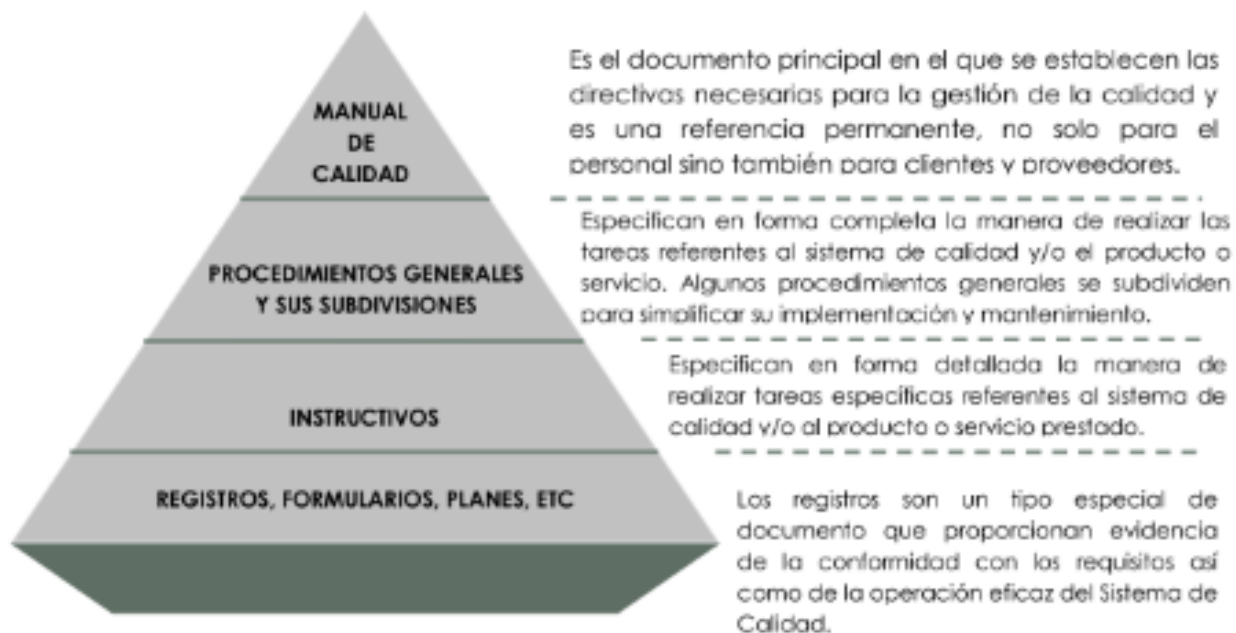 MANUAL
DE
CALIDAD
Es el documento principal en el que se establecen las
directivas necesarias para la gestión de la calidad y
es una referencia permanente, no solo para el
personal sino también para clientes y proveedores.
PROCEDIMIENTOS GENERALES
Y SUS SUBDIVISIONES
Especifican en forma completa la manera de realizar las
tareas referentes al sistema de calidad y/o el producto o
servicio. Algunos procedimientos generales se subdividen
para simplificar su implementación y mantenimiento.
INSTRUCTIVOS
Especifican en forma detallada la manera de
realizar tareas específicas referentes al sistema de
calidad y/o al producto o servicio prestado.
REGISTROS, FORMULARIOS, PLANES, ETC
Los registros son un tipo especial de
documento que proporcionan evidencia
de la conformidad con los requisitos así
como de la operación eficaz del Sistema de
Calidad.